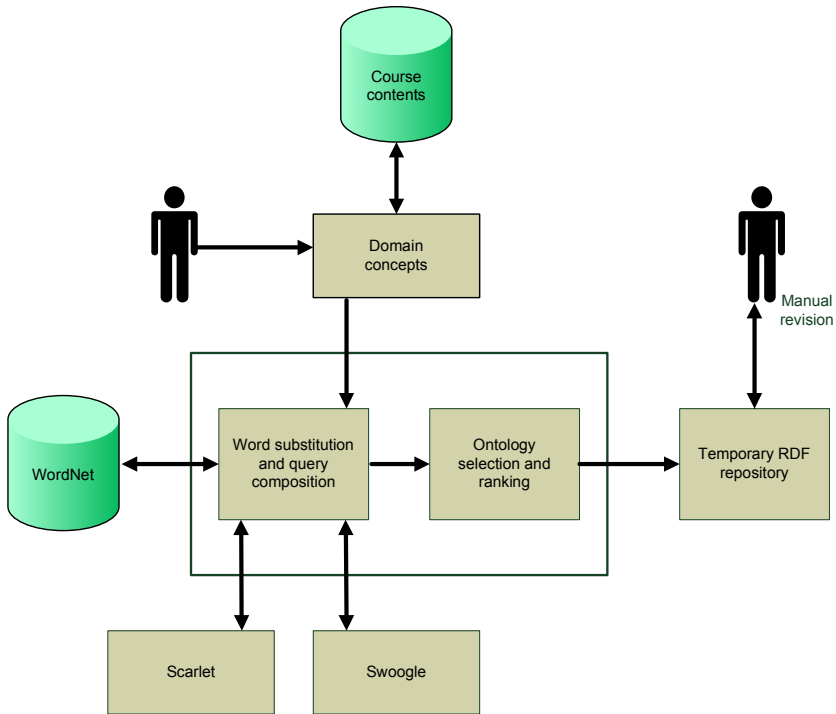 Course
contents
Domain
concepts
Manual
revision
WordNet
Word substitution
and query
composition
Ontology
selection and
ranking
Temporary RDF
repository
Scarlet
Swoogle